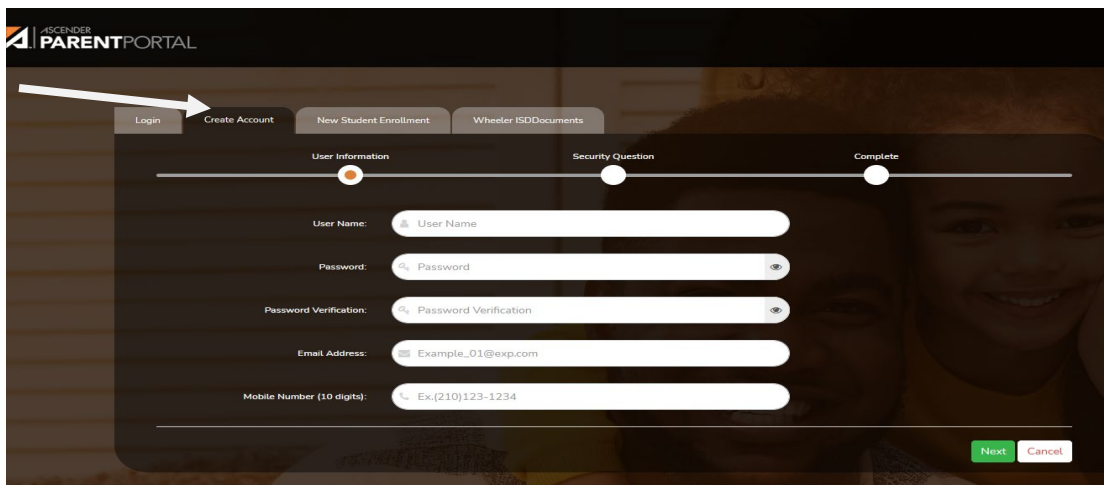 ASCENDER
PARENTPORTAL
Login Create Account New Student Enrollment Wheeler ISDDocuments
User Information Security Question Complete
User Name: User Name
Password: Password
Password Verification: Password Verification
Email Address: Example_01@exp.com
Mobile Number (10 digits): Ex.(210)123-1234
Next Cancel